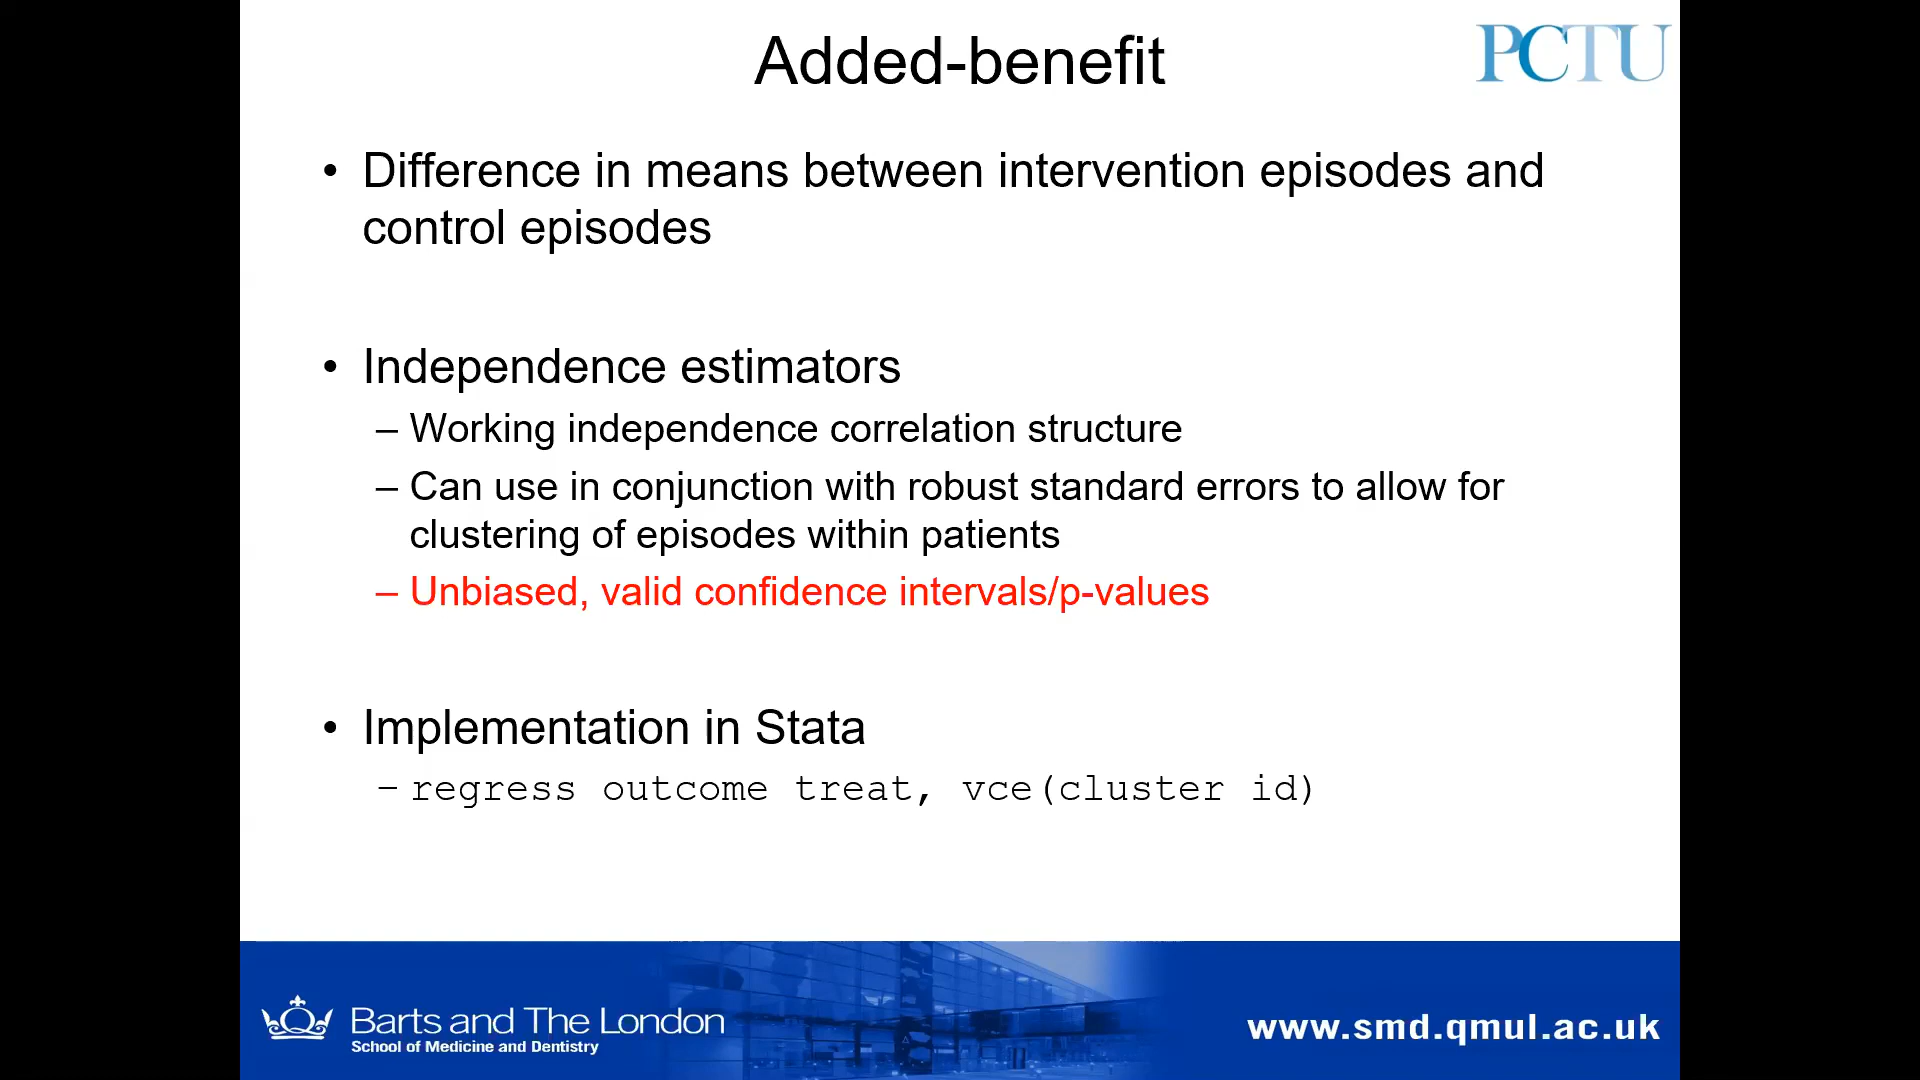 Added-benefit
PCTU
• Difference in means between intervention episodes and
control episodes
• Independence estimators
– Working independence correlation structure
– Can use in conjunction with robust standard errors to allow for
clustering of episodes within patients
– Unbiased, valid confidence intervals/p-values
• Implementation in Stata
– regress outcome treat, vce(cluster id)
Barts and The London
School of Medicine and Dentistry
www.smd.qmul.ac.uk